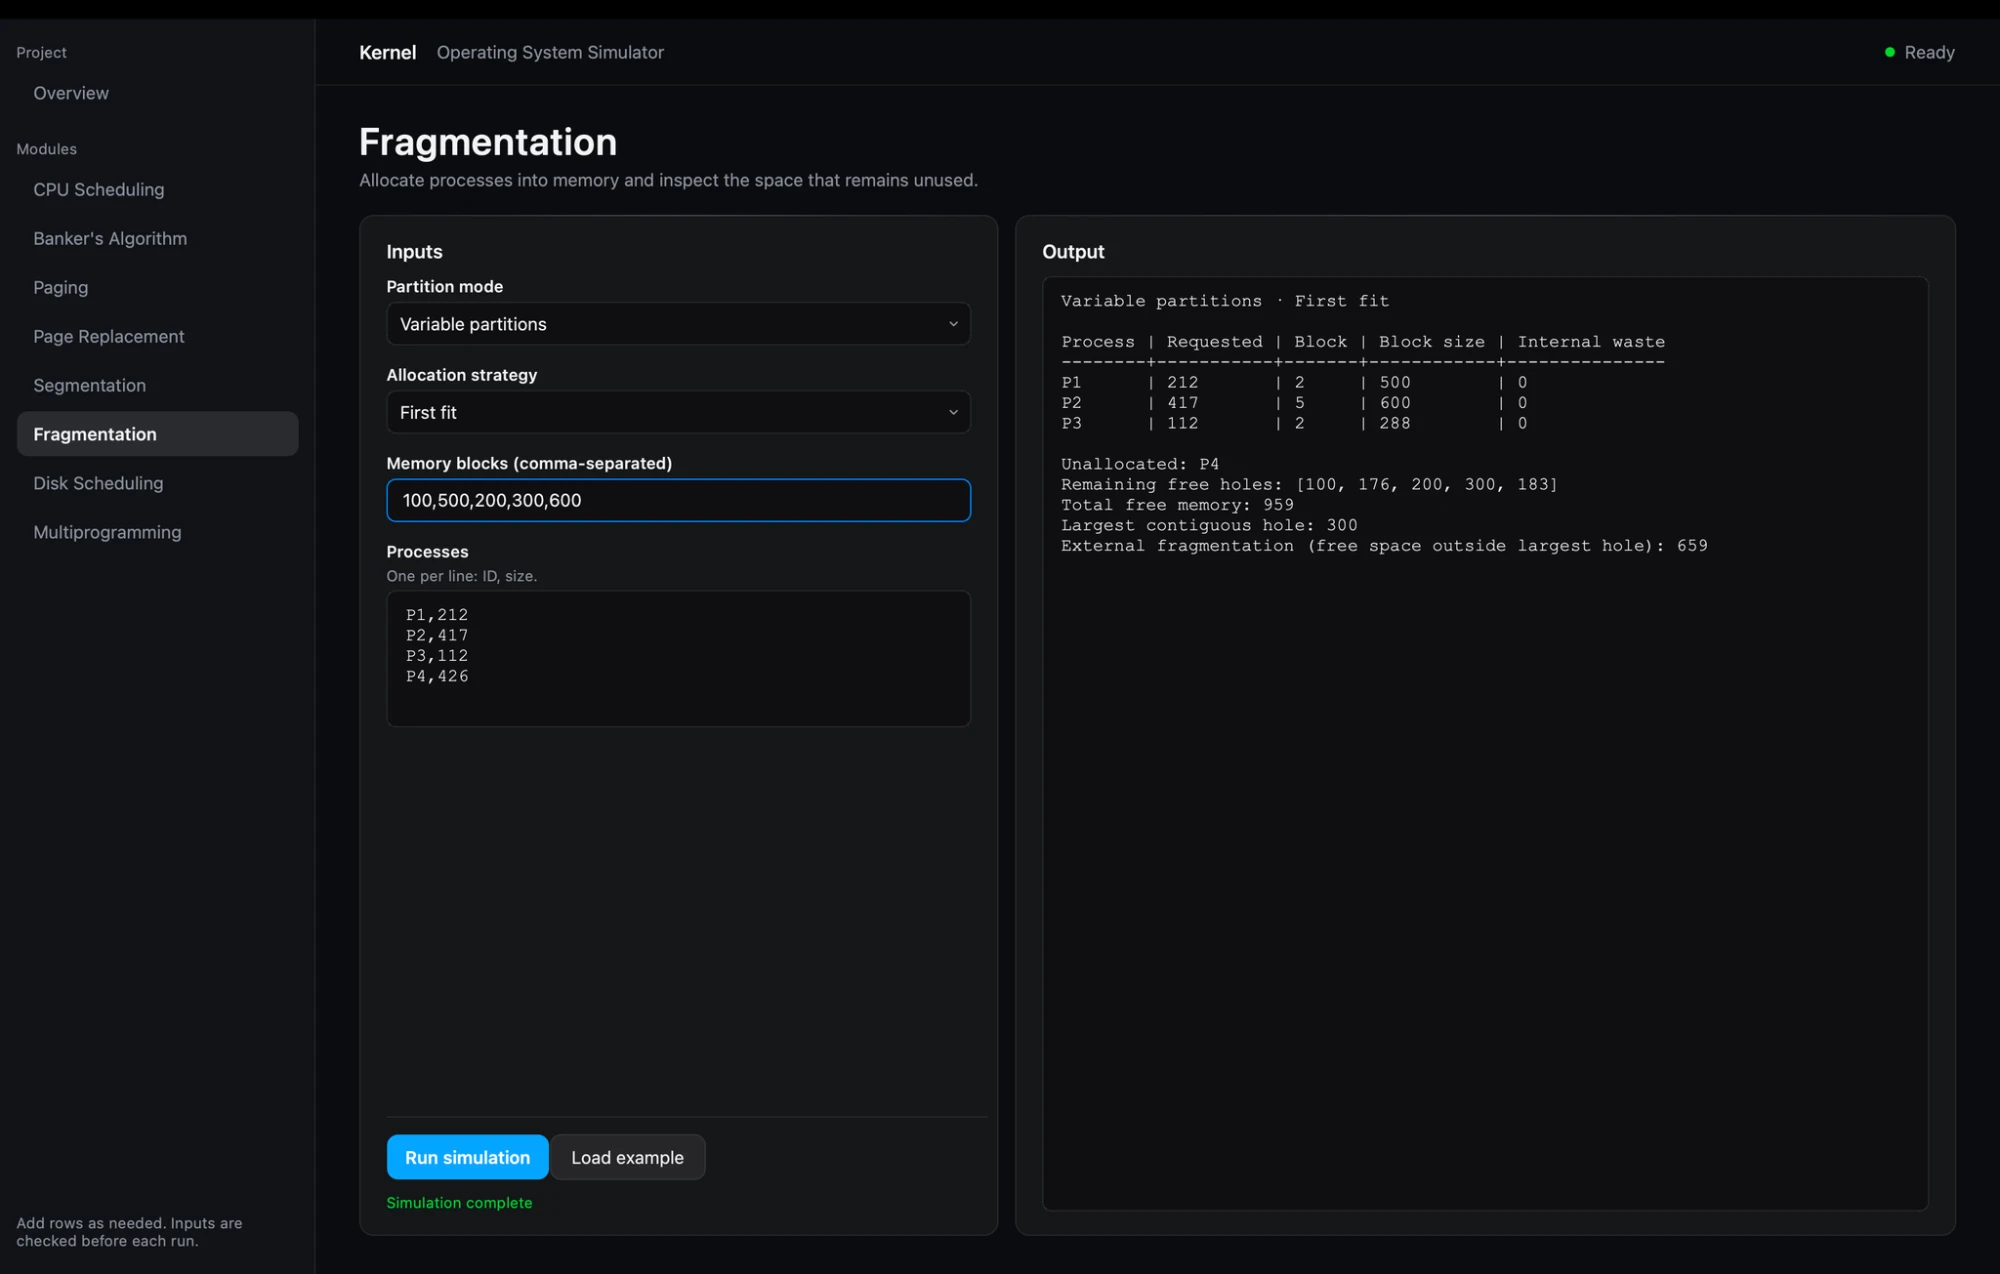 Project
Overview
Modules
CPU Scheduling
Banker's Algorithm
Paging
Page Replacement
Segmentation
Fragmentation
Disk Scheduling
Multiprogramming
Add rows as needed. Inputs are
checked before each run.
Kernel Operating System Simulator
Ready
Fragmentation
Allocate processes into memory and inspect the space that remains unused.
Inputs
Partition mode
Variable partitions
Allocation strategy
First fit
Memory blocks (comma-separated)
100,500,200,300,600
Processes
One per line: ID, size.
P1,212
P2,417
P3,112
P4,426
Run simulation
Load example
Simulation complete
Output
Variable partitions · First fit
Process | Requested | Block | Block size | Internal waste
--------+-----------+-------+------------+---------------
P1      | 212       | 2     | 500        | 0
P2      | 417       | 5     | 600        | 0
P3      | 112       | 2     | 288        | 0
Unallocated: P4
Remaining free holes: [100, 176, 200, 300, 183]
Total free memory: 959
Largest contiguous hole: 300
External fragmentation (free space outside largest hole): 659